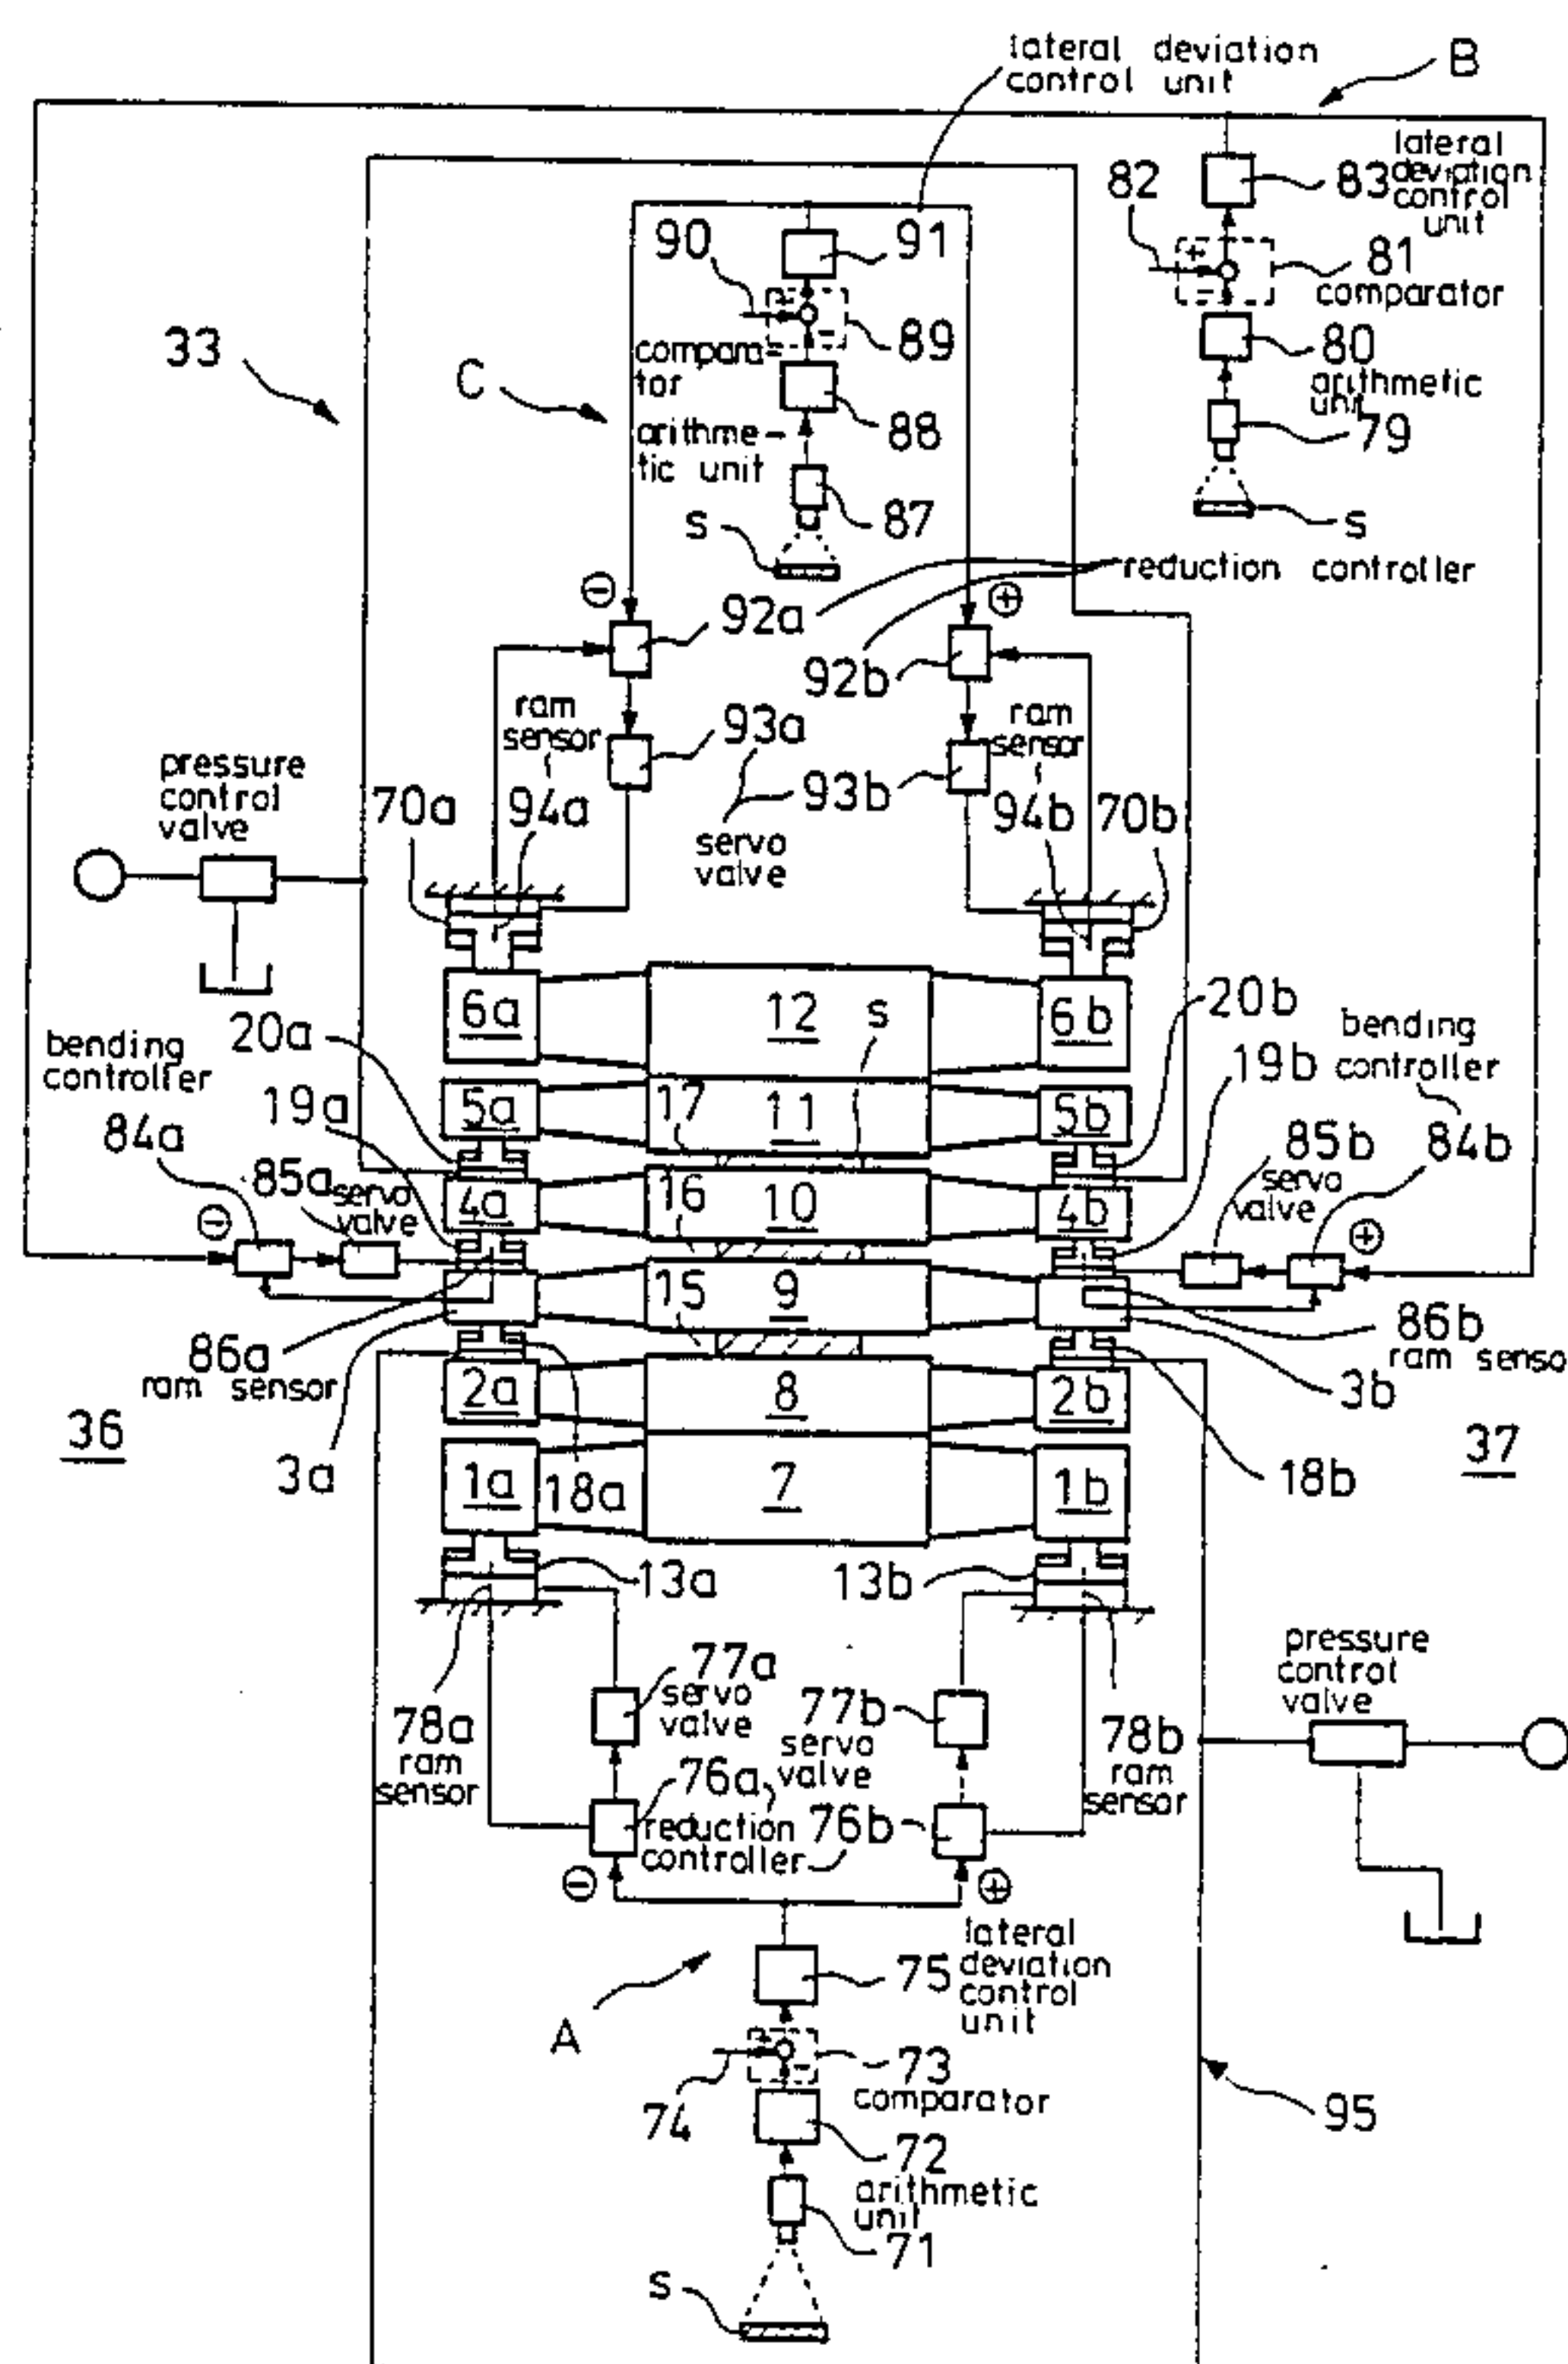 lateral deviation
control unit
B
lateral
deviation
control
unit
83
82
+
-
81
comparator
80
arithmetic
unit
79
s
91
90
-
89
compara-
tor
88
arithme-
tic unit
87
s
33
C
reduction controller
⊖
92a
⊕
92b
ram
sensor
94a
93a
ram
sensor
94b
93b
servo
valve
pressure
control
valve
70a
70b
6a
12
6b
s
20a
20b
bending
controller
84a
bending
controller
84b
19a
19b
5a
17
11
5b
85a
servo
valve
85b
servo
valve
4a
16
10
4b
⊖
⊕
15
9
86a
ram sensor
86b
ram senso
2a
8
2b
3b
36
37
3a
18a
18b
1a
7
1b
13a
13b
77a
servo
valve
77b
servo
valve
pressure
control
valve
78a
ram
sensor
78b
ram
sensor
76a,
reduction
controller
76b
⊖
⊕
75
lateral
deviation
control
unit
A
+
-
73
comparator
74
72
arithmetic
unit
71
95
s